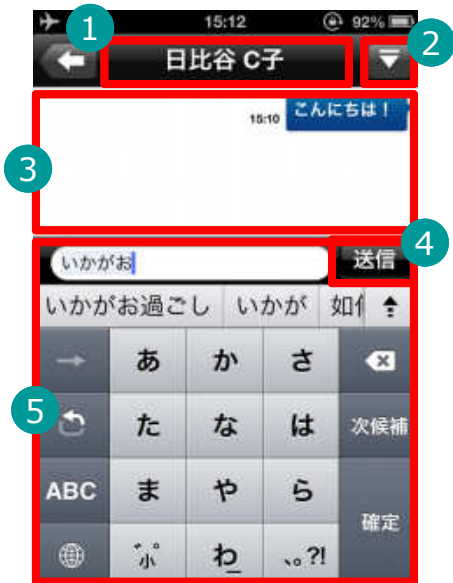 15:12 92%
1
日比谷 C子
2
15:10 こんにちは！
3
いかがお 送信
4
いかがお過ごし いかが
→ あ か さ
5
た な は 次候補
ABC ま や ら
確定
小 わ 、。?!